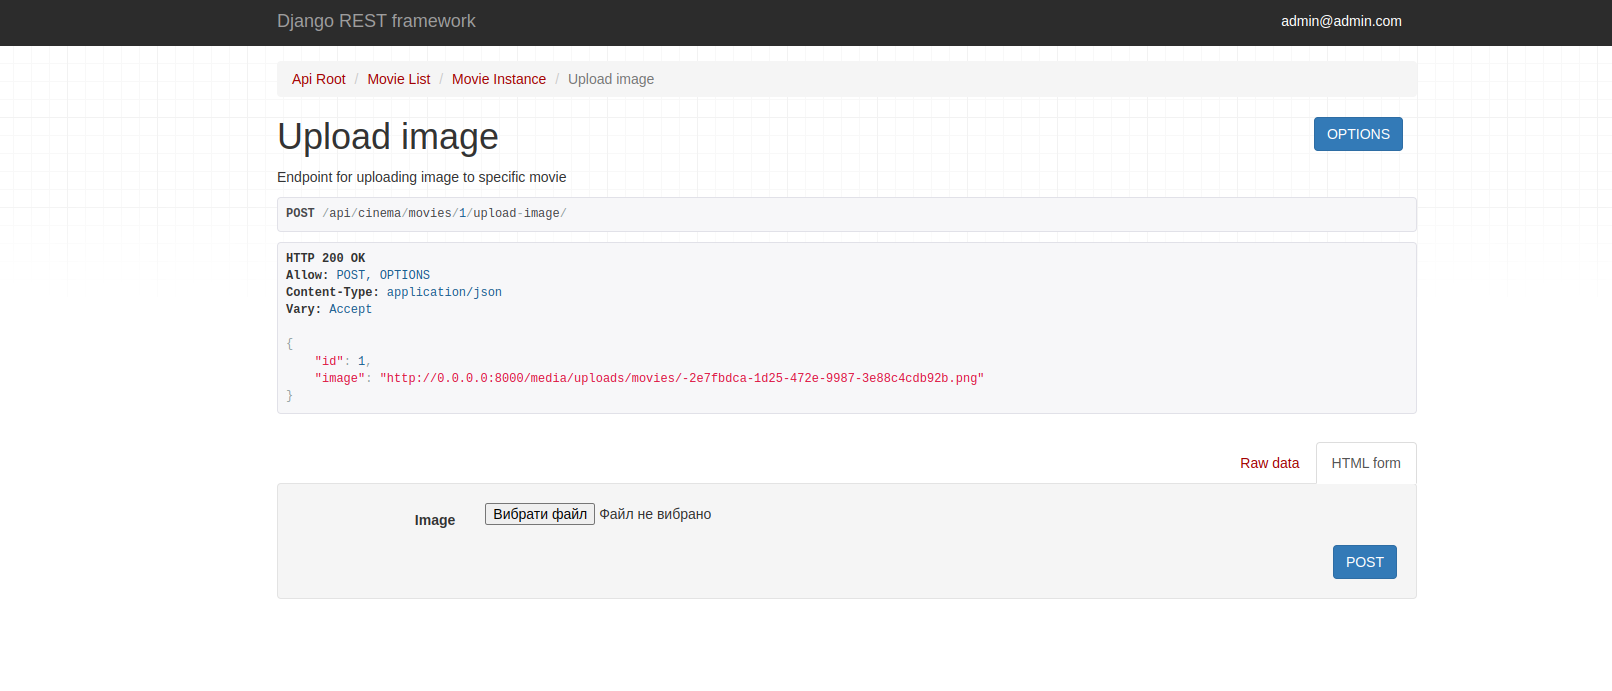 Django REST framework admin@admin.com
Api Root / Movie List / Movie Instance / Upload image
Upload image OPTIONS
Endpoint for uploading image to specific movie
POST /api/cinema/movies/1/upload-image/
HTTP 200 OK
Allow: POST, OPTIONS
Content-Type: application/json
Vary: Accept
{
    "id": 1,
    "image": "http://0.0.0.0:8000/media/uploads/movies/-2e7fbdca-1d25-472e-9987-3e88c4cdb92b.png"
}
Raw data HTML form
Image Вибрати файл Файл не вибрано
POST